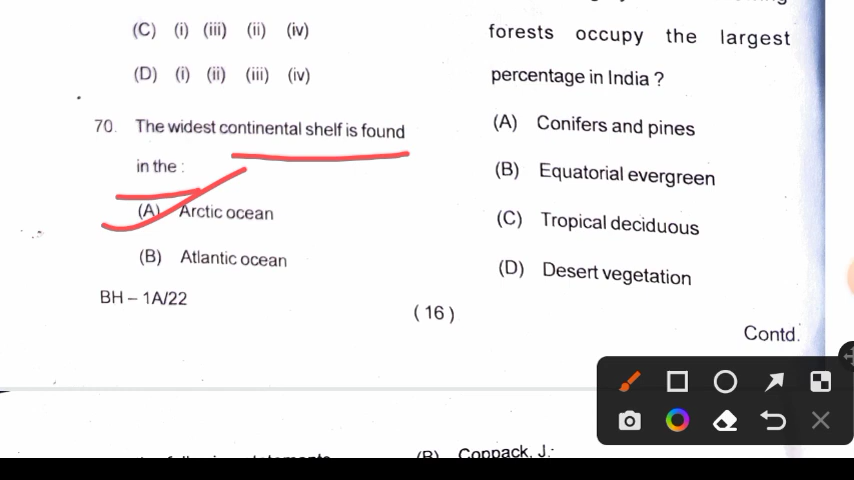 (C) (i) (iii) (ii) (iv)
(D) (i) (ii) (iii) (iv)
70. The widest continental shelf is found
in the :
(A) Arctic ocean
(B) Atlantic ocean
BH – 1A/22
( 16 )
forests occupy the largest
percentage in India ?
(A) Conifers and pines
(B) Equatorial evergreen
(C) Tropical deciduous
(D) Desert vegetation
Contd.
(B) Coppack. J.